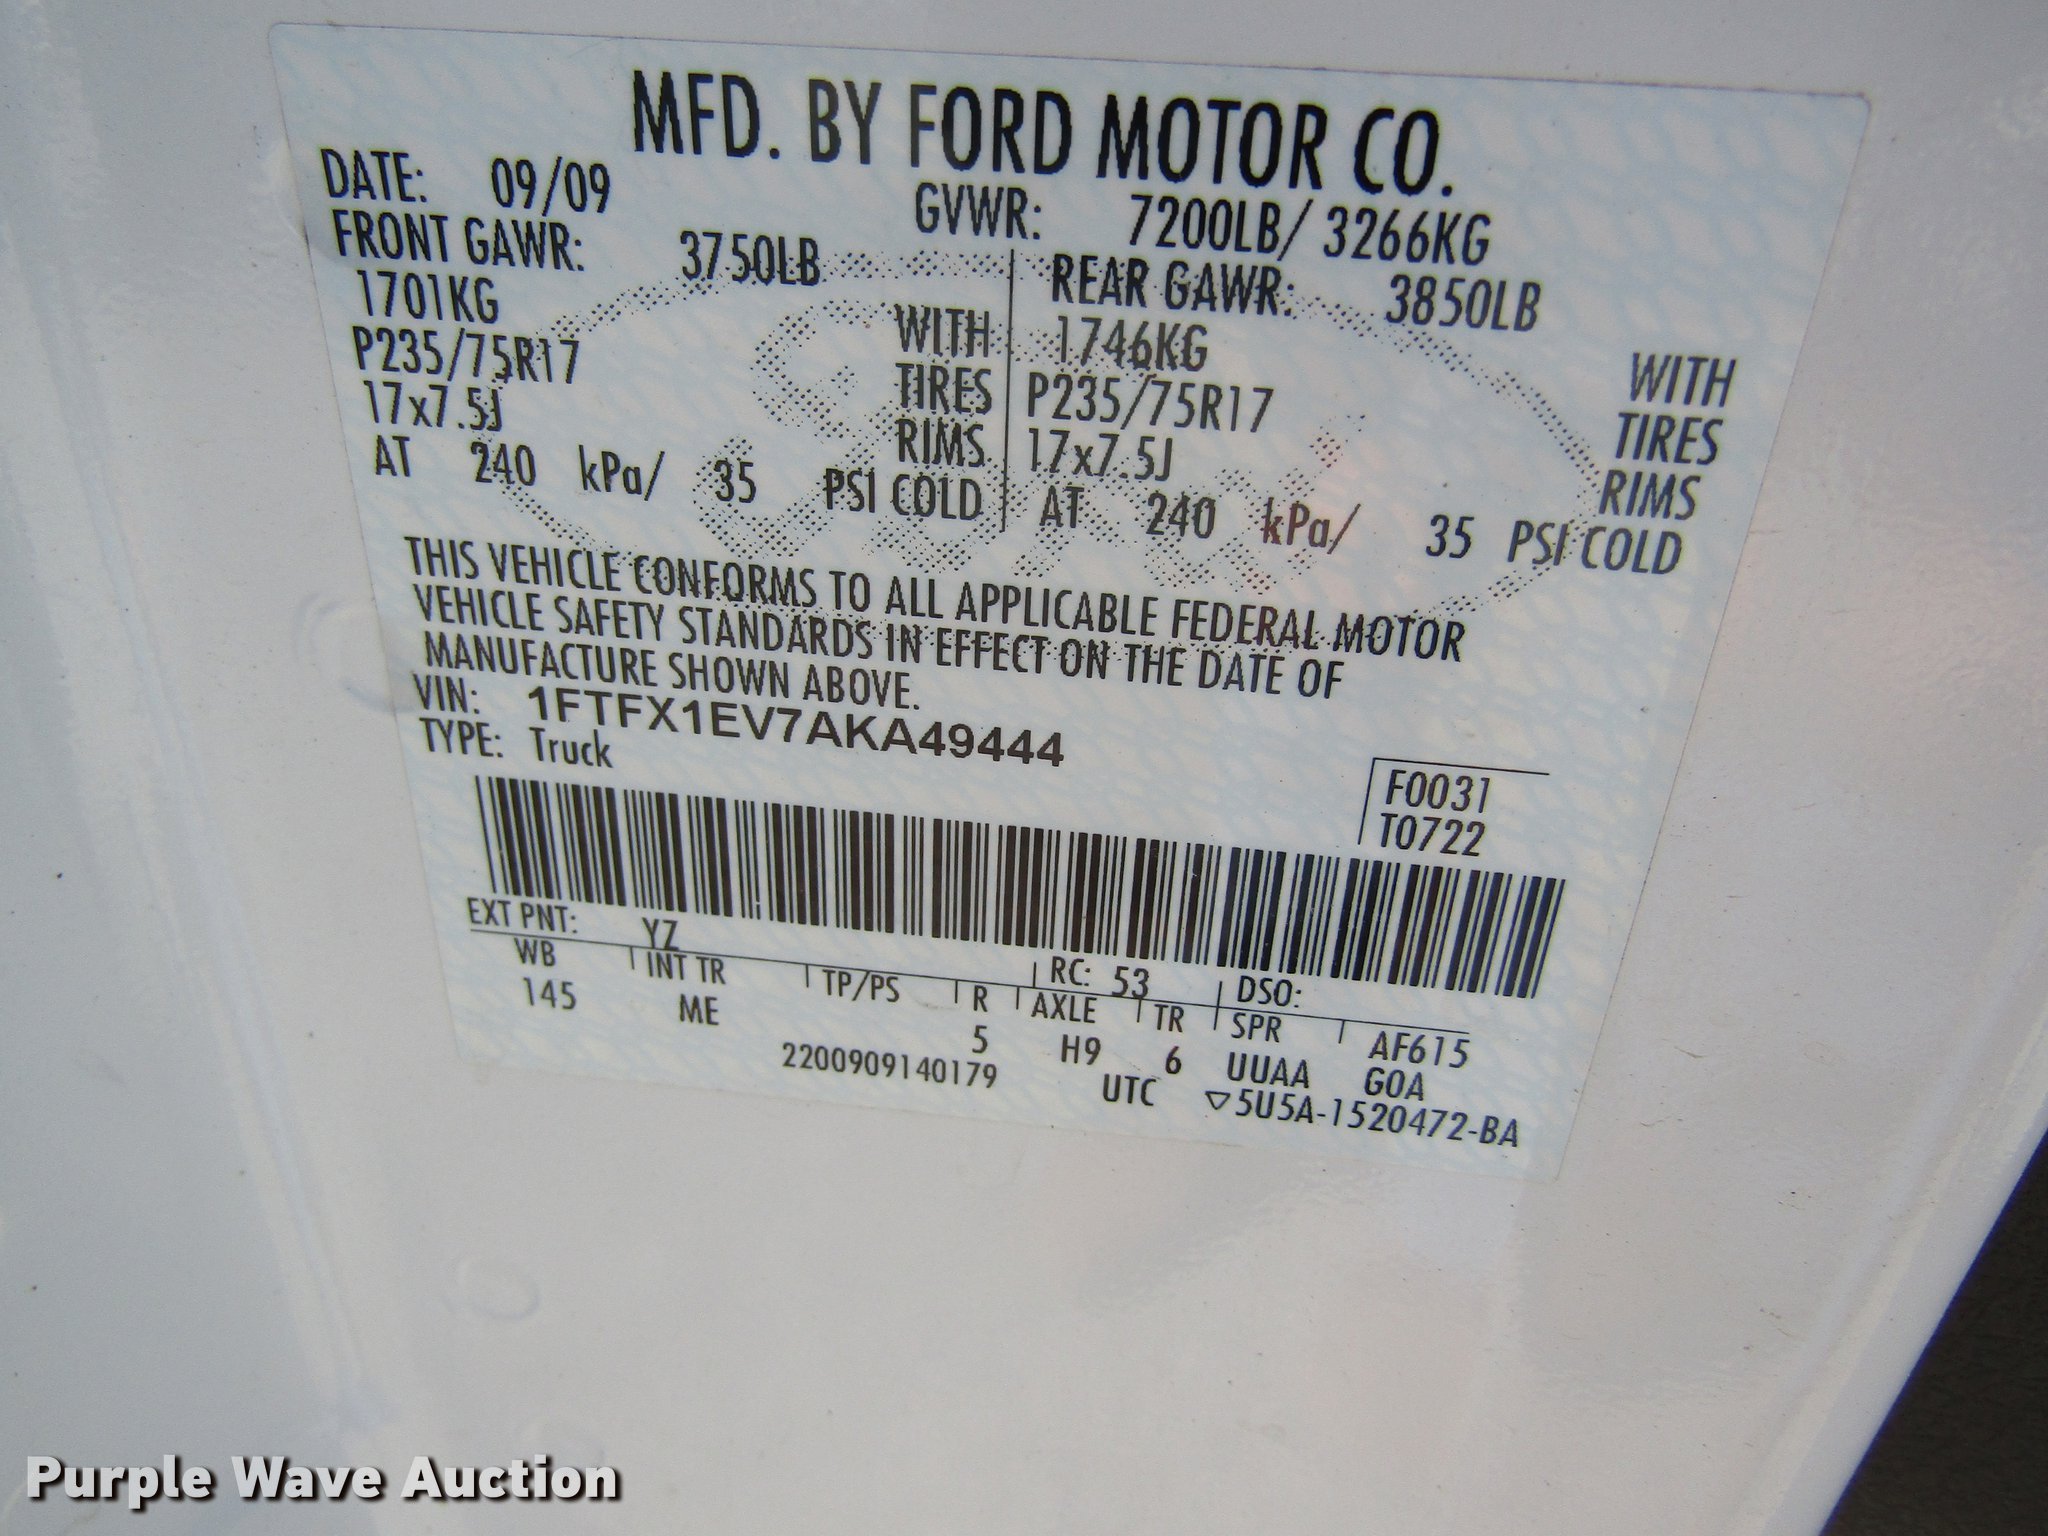 MFD. BY FORD MOTOR CO.
DATE: 09/09 GVWR: 7200LB/ 3266KG
FRONT GAWR: 3750LB REAR GAWR: 3850LB
1701KG WITH 1746KG WITH
P235/75R17 TIRES P235/75R17 TIRES
17x7.5J RIMS 17x7.5J RIMS
AT 240 kPa/ 35 PSI COLD AT 240 kPa/ 35 PSI COLD
THIS VEHICLE CONFORMS TO ALL APPLICABLE FEDERAL MOTOR
VEHICLE SAFETY STANDARDS IN EFFECT ON THE DATE OF
MANUFACTURE SHOWN ABOVE.
VIN: 1FTFX1EV7AKA49444
TYPE: Truck
F0031
T0722
EXT PNT: YZ RC: 53 DSO:
WB INT TR TP/PS R AXLE TR SPR AF615
145 ME 5 H9 6 UUAA GOA
2200909140179 UTC ▽5U5A-1520472-BA
Purple Wave Auction